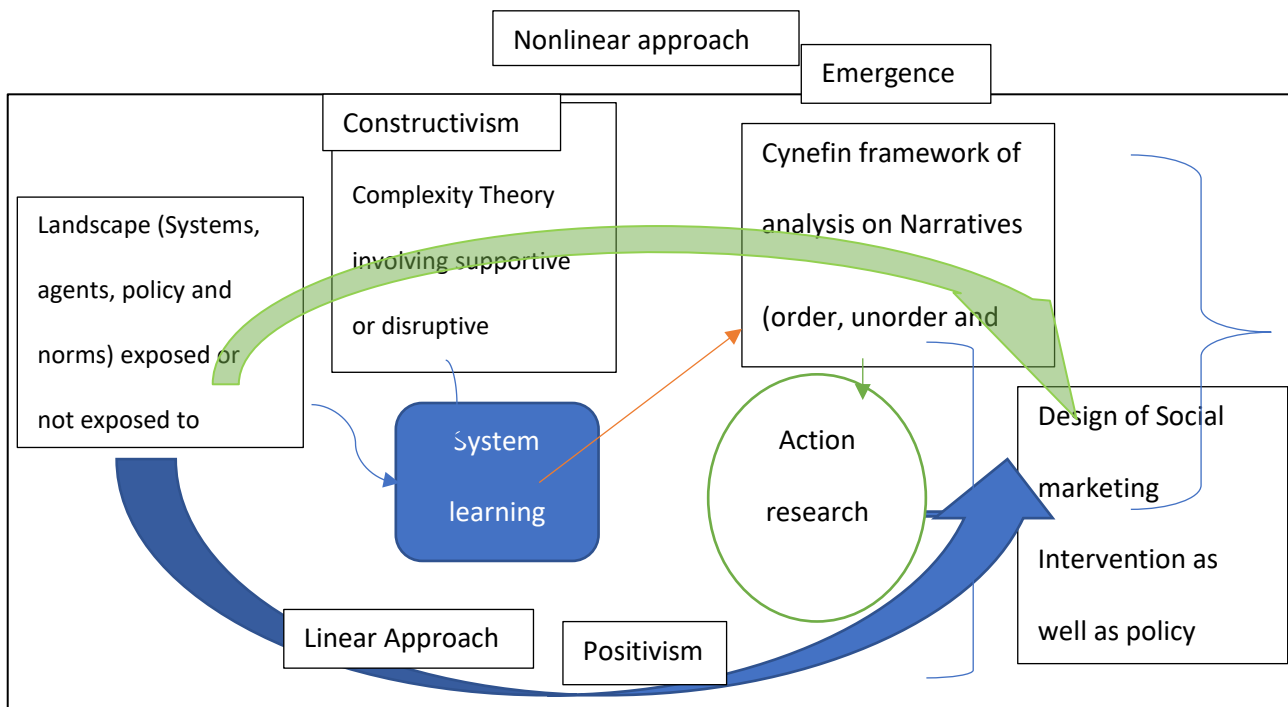 Nonlinear approach
Emergence
Constructivism
Complexity Theory
involving supportive
or disruptive
Cynefin framework of
analysis on Narratives
(order, unorder and
Landscape (Systems,
agents, policy and
norms) exposed or
not exposed to
System
learning
Action
research
Design of Social
marketing
Intervention as
well as policy
Linear Approach
Positivism